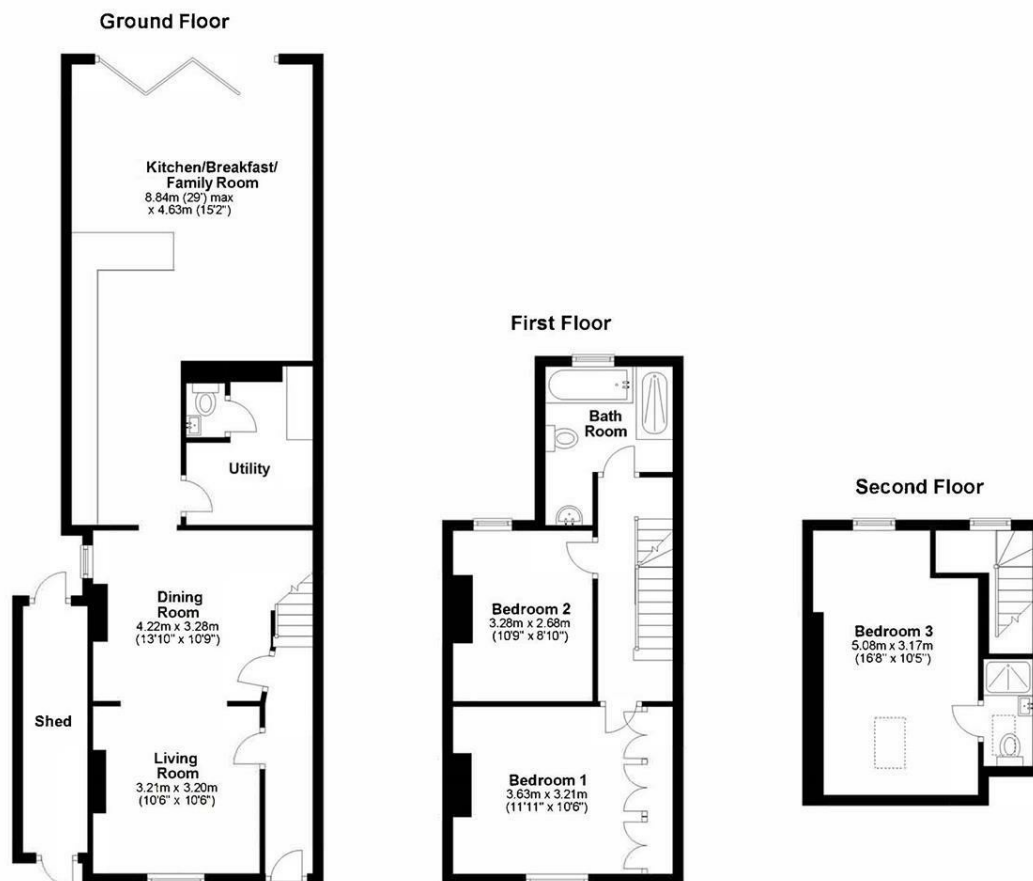 Ground Floor
Kitchen/Breakfast/
Family Room
8.84m (29') max
x 4.63m (15'2")
Utility
Dining
Room
4.22m x 3.28m
(13'10" x 10'9")
Shed
Living
Room
3.21m x 3.20m
(10'6" x 10'6")
First Floor
Bath
Room
Bedroom 2
3.28m x 2.68m
(10'9" x 8'10")
Bedroom 1
3.63m x 3.21m
(11'11" x 10'6")
Second Floor
Bedroom 3
5.08m x 3.17m
(16'8" x 10'5")